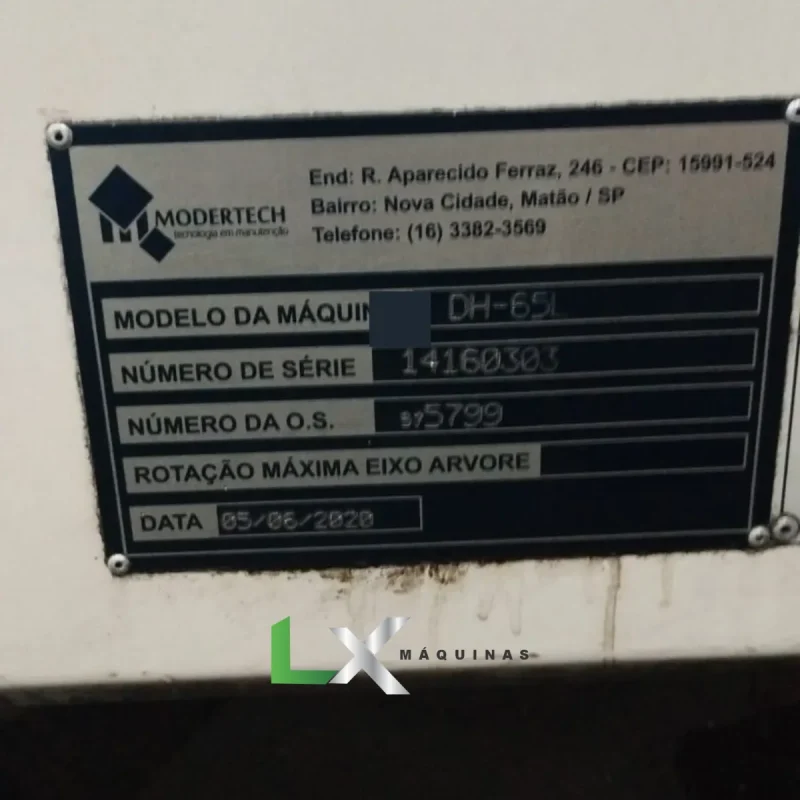 MODERTECH
tecnologia em manutenção
End: R. Aparecido Ferraz, 246 - CEP: 15991-524
Bairro: Nova Cidade, Matão / SP
Telefone: (16) 3382-3569
MODELO DA MÁQUIN DH-65L
NÚMERO DE SÉRIE 14160303
NÚMERO DA O.S. 5799
ROTAÇÃO MÁXIMA EIXO ARVORE
DATA 05/06/2020
LX MÁQUINAS